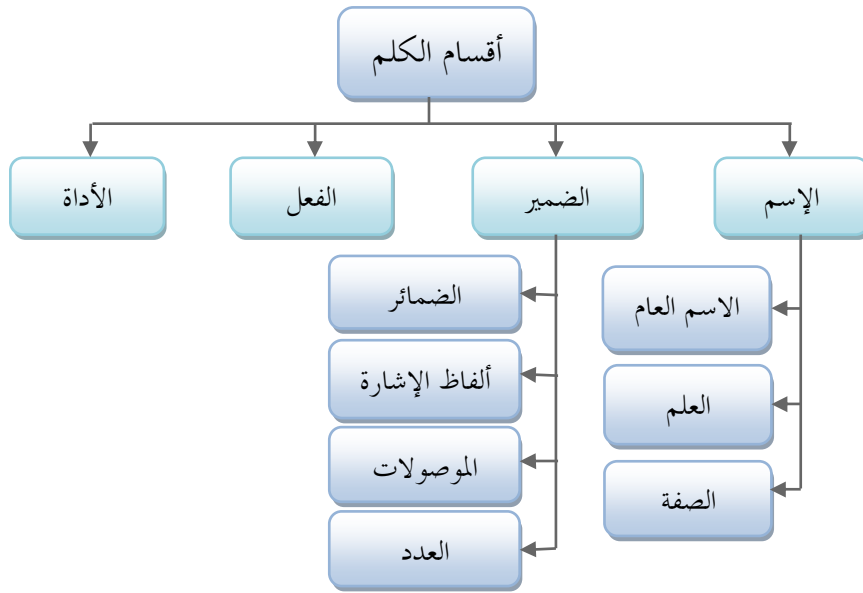 أقسام الكلم
الإسم
الضمير
الفعل
الأداة
الاسم العام
العلم
الصفة
الضمائر
ألفاظ الإشارة
الموصولات
العدد